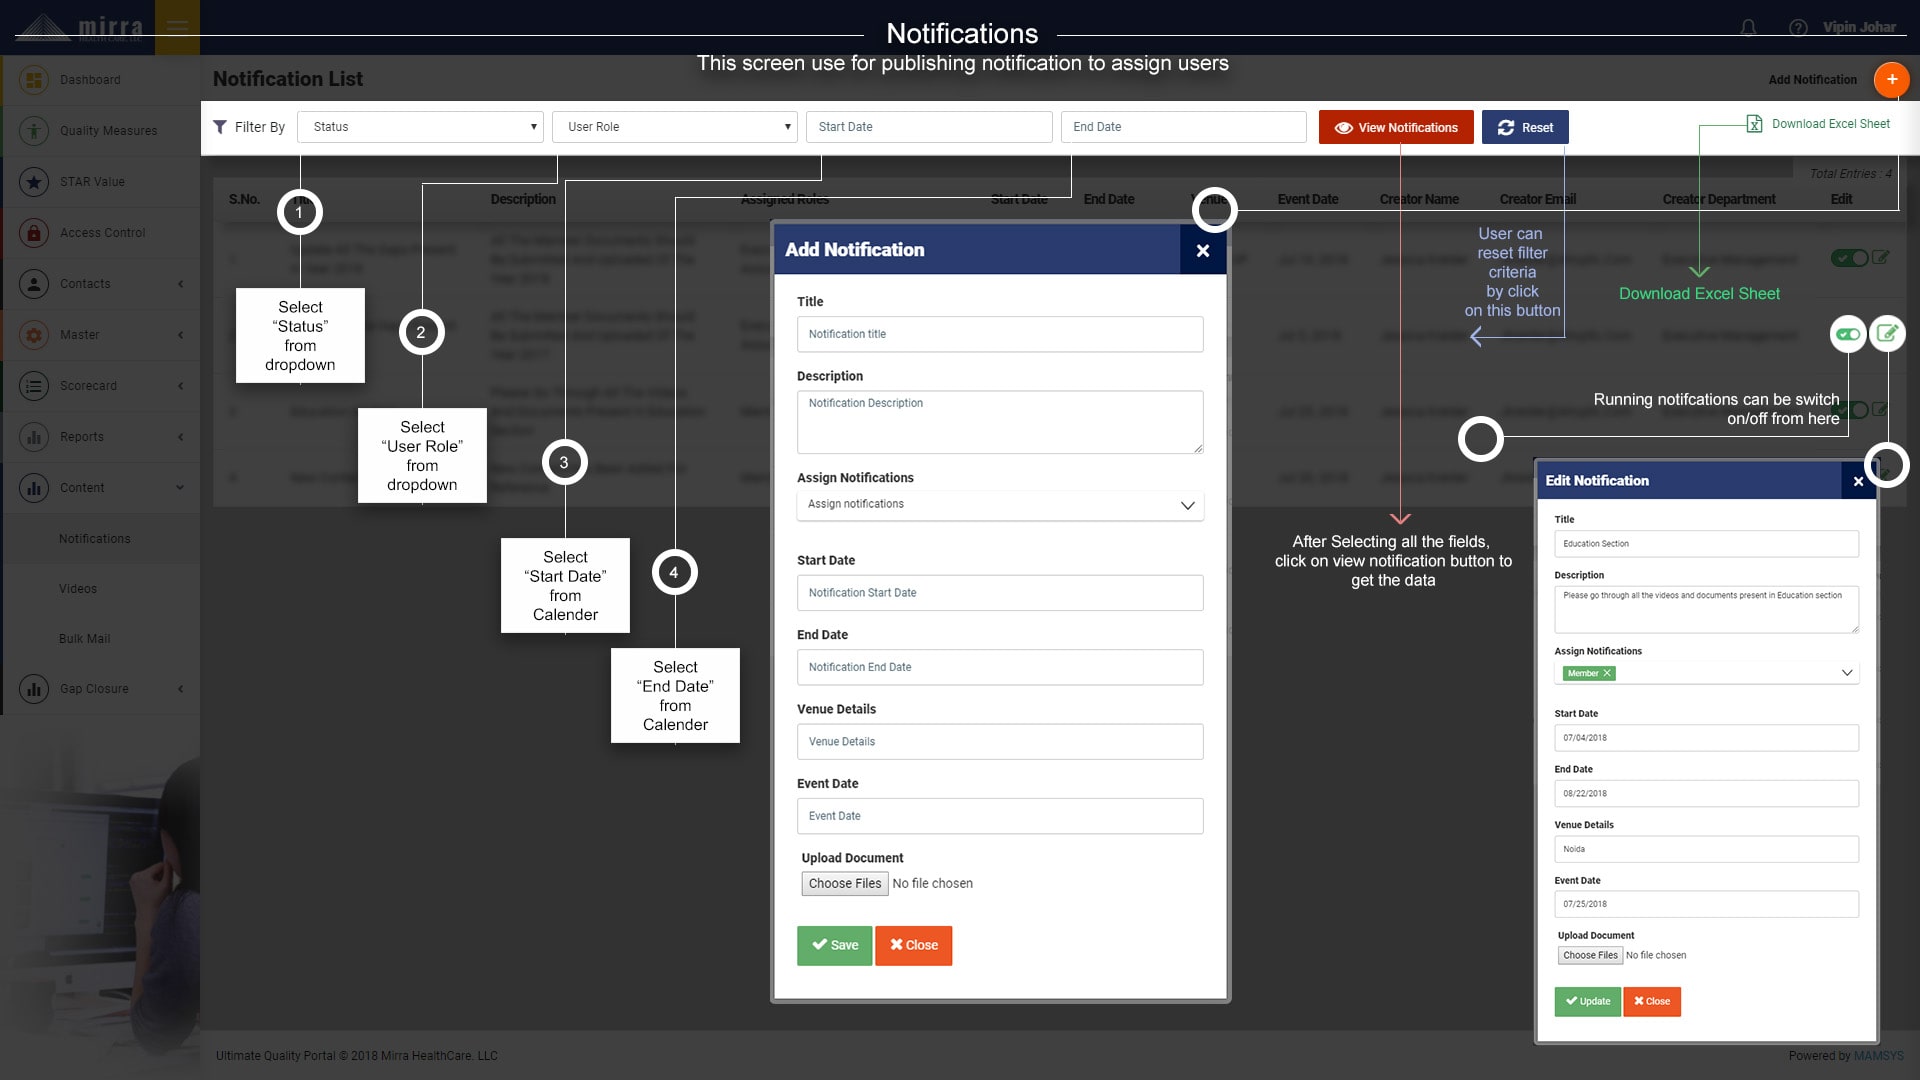 mirra
Notifications
This screen use for publishing notification to assign users
Vipin Johar
Notification List
Add Notification
Dashboard
Quality Measures
STAR Value
Access Control
Contacts
Master
Scorecard
Reports
Content
Notifications
Videos
Bulk Mail
Gap Closure
Filter By
Status
User Role
Start Date
End Date
View Notifications
Reset
Download Excel Sheet
Total Entries : 4
S.No.
Description
Assigned Roles
Start Date
End Date
Event Date
Creator Name
Creator Email
Creator Department
Edit
1
Select
“Status”
from
dropdown
2
Select
“User Role”
from
dropdown
3
Select
“Start Date”
from
Calender
4
Select
“End Date”
from
Calender
Add Notification
Title
Notification title
Description
Notification Description
Assign Notifications
Assign notifications
Start Date
Notification Start Date
End Date
Notification End Date
Venue Details
Venue Details
Event Date
Event Date
Upload Document
Choose Files No file chosen
Save
Close
User can
reset filter
criteria
by click
on this button
Download Excel Sheet
Running notifcations can be switch
on/off from here
After Selecting all the fields,
click on view notification button to
get the data
Edit Notification
Title
Education Section
Description
Please go through all the videos and documents present in Education section
Assign Notifications
Member
Start Date
07/04/2018
End Date
08/22/2018
Venue Details
Noida
Event Date
07/25/2018
Upload Document
Choose Files No file chosen
Update
Close
Ultimate Quality Portal © 2018 Mirra HealthCare. LLC
Powered by MAMSYS